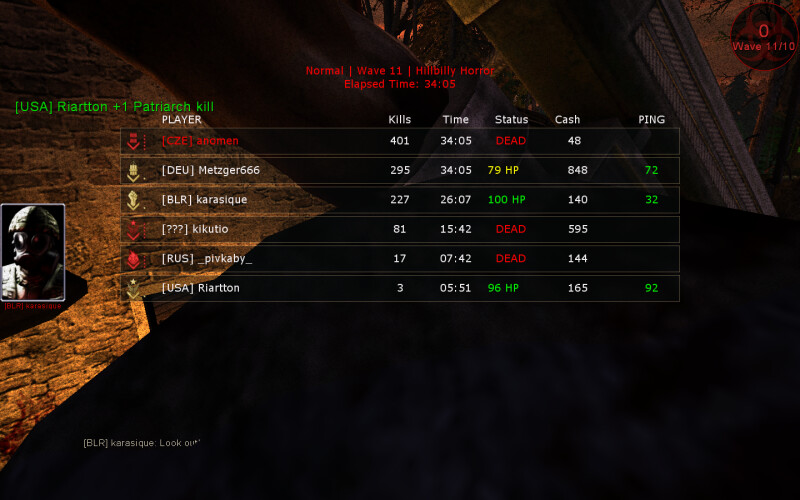 0
Wave 11/10
Normal | Wave 11 | Hillbilly Horror
Elapsed Time: 34:05
[USA] Riartton +1 Patriarch kill
PLAYER Kills Time Status Cash PING
[CZE] anomen 401 34:05 DEAD 48
[DEU] Metzger666 295 34:05 79 HP 848 72
[BLR] karasique 227 26:07 100 HP 140 32
[???] kikutio 81 15:42 DEAD 595
[RUS] _pivkaby_ 17 07:42 DEAD 144
[USA] Riartton 3 05:51 96 HP 165 92
[BLR] karasique
[BLR] karasique: Look out'